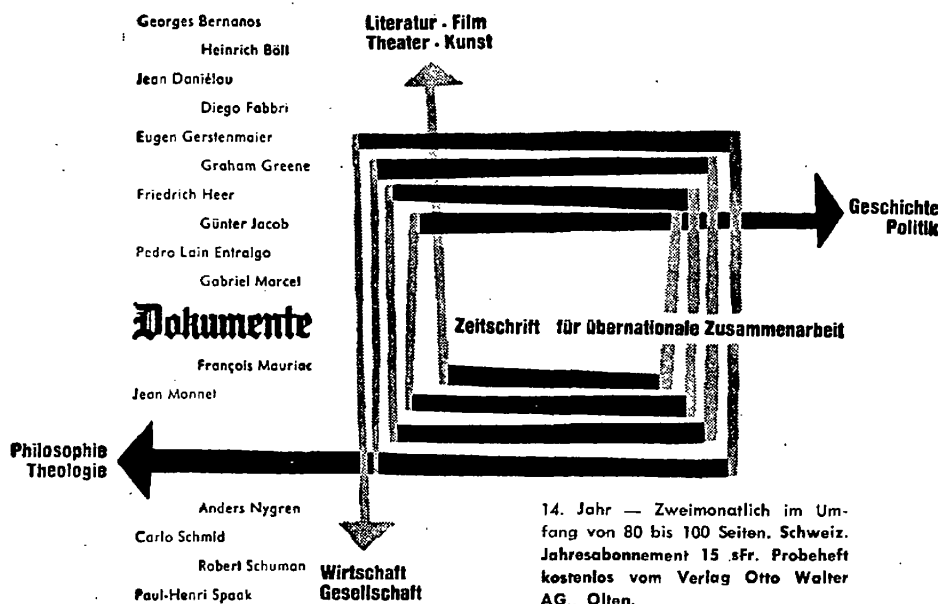 Georges Bernanos
Heinrich Böll
Jean Daniélou
Diego Fabbri
Eugen Gerstenmaier
Graham Greene
Friedrich Heer
Günter Jacob
Pedro Lain Entralgo
Gabriel Marcel
Dokumente
François Mauriac
Jean Monnet
Anders Nygren
Carlo Schmid
Robert Schuman
Paul-Henri Spaak
Literatur - Film
Theater - Kunst
Geschichte
Politik
Zeitschrift für übernationale Zusammenarbeit
Philosophie
Theologie
Wirtschaft
Gesellschaft
14. Jahr — Zweimonatlich im Um-
fang von 80 bis 100 Seiten. Schweiz.
Jahresabonnement 15 sFr. Probeheft
kostenlos vom Verlag Otto Walter
AG. Olten.